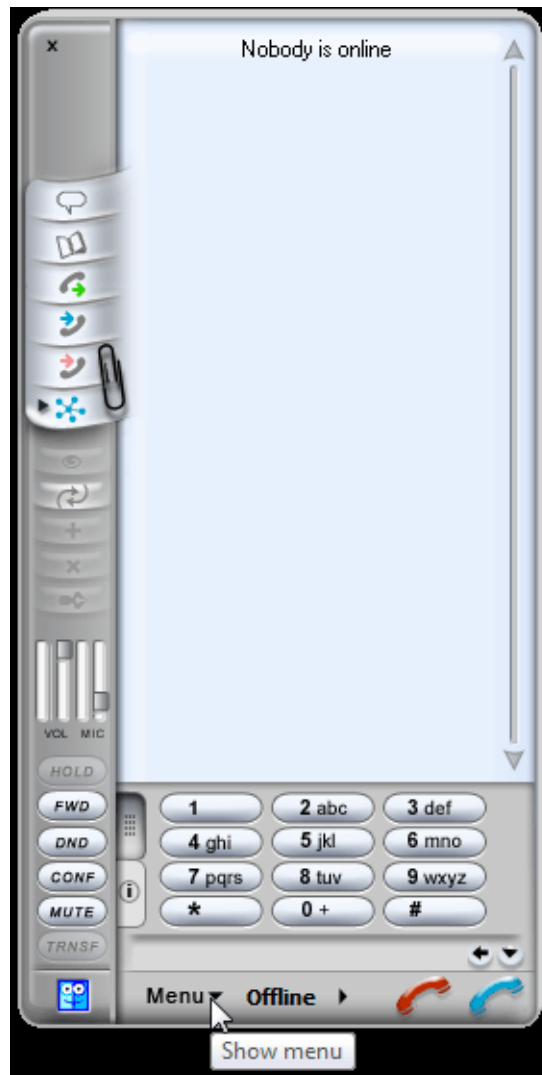 x
Nobody is online
VOL MIC
HOLD
FWD
DND
CONF
MUTE
TRNSF
1 2 abc 3 def
4 ghi 5 jkl 6 mno
7 pqrs 8 tuv 9 wxyz
* 0 + #
i
Menu Offline
Show menu